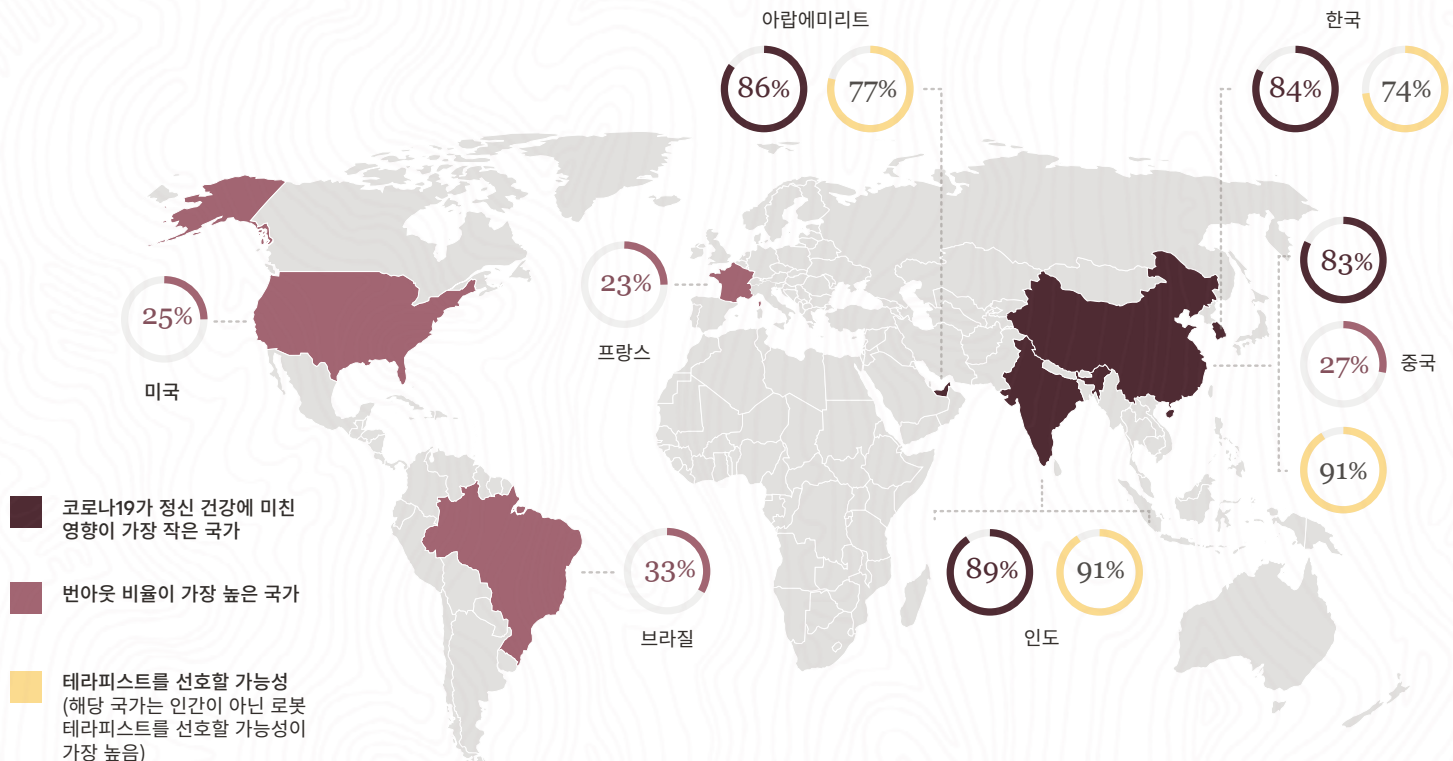 아랍에미리트
86%
77%
한국
84%
74%
25%
미국
23%
프랑스
83%
27%
중국
91%
33%
브라질
89%
91%
인도
코로나19가 정신 건강에 미친
영향이 가장 작은 국가
번아웃 비율이 가장 높은 국가
테라피스트를 선호할 가능성
(해당 국가는 인간이 아닌 로봇
테라피스트를 선호할 가능성이
가장 높음)